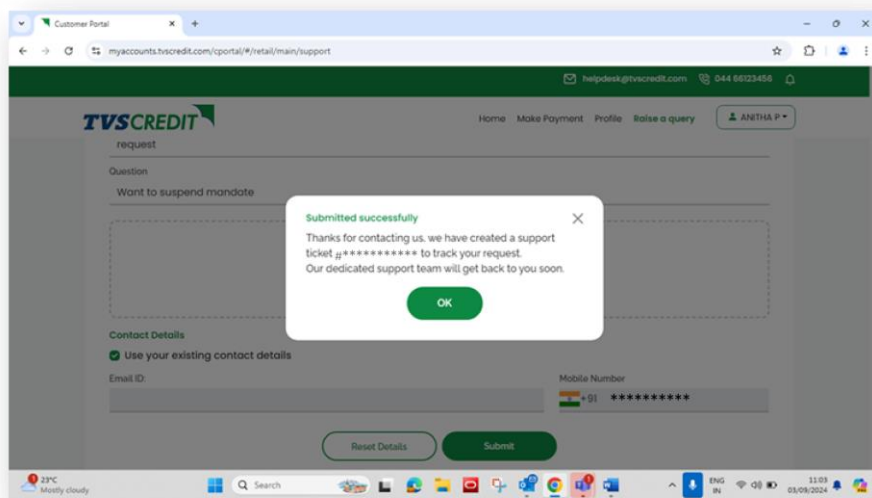 Customer Portal
myaccounts.tvscredit.com/cportal/#/retail/main/support
helpdesk@tvscredit.com 044 66123456
TVSCREDIT
Home Make Payment Profile Raise a query ANITHA P
request
Question
Want to suspend mandate
Submitted successfully
Thanks for contacting us, we have created a support
ticket #*********** to track your request.
Our dedicated support team will get back to you soon.
OK
Contact Details
Use your existing contact details
Email ID: Mobile Number
+91 **********
Reset Details Submit
23°C
Mostly cloudy
Search
ENG
IN
11:03
03/09/2024